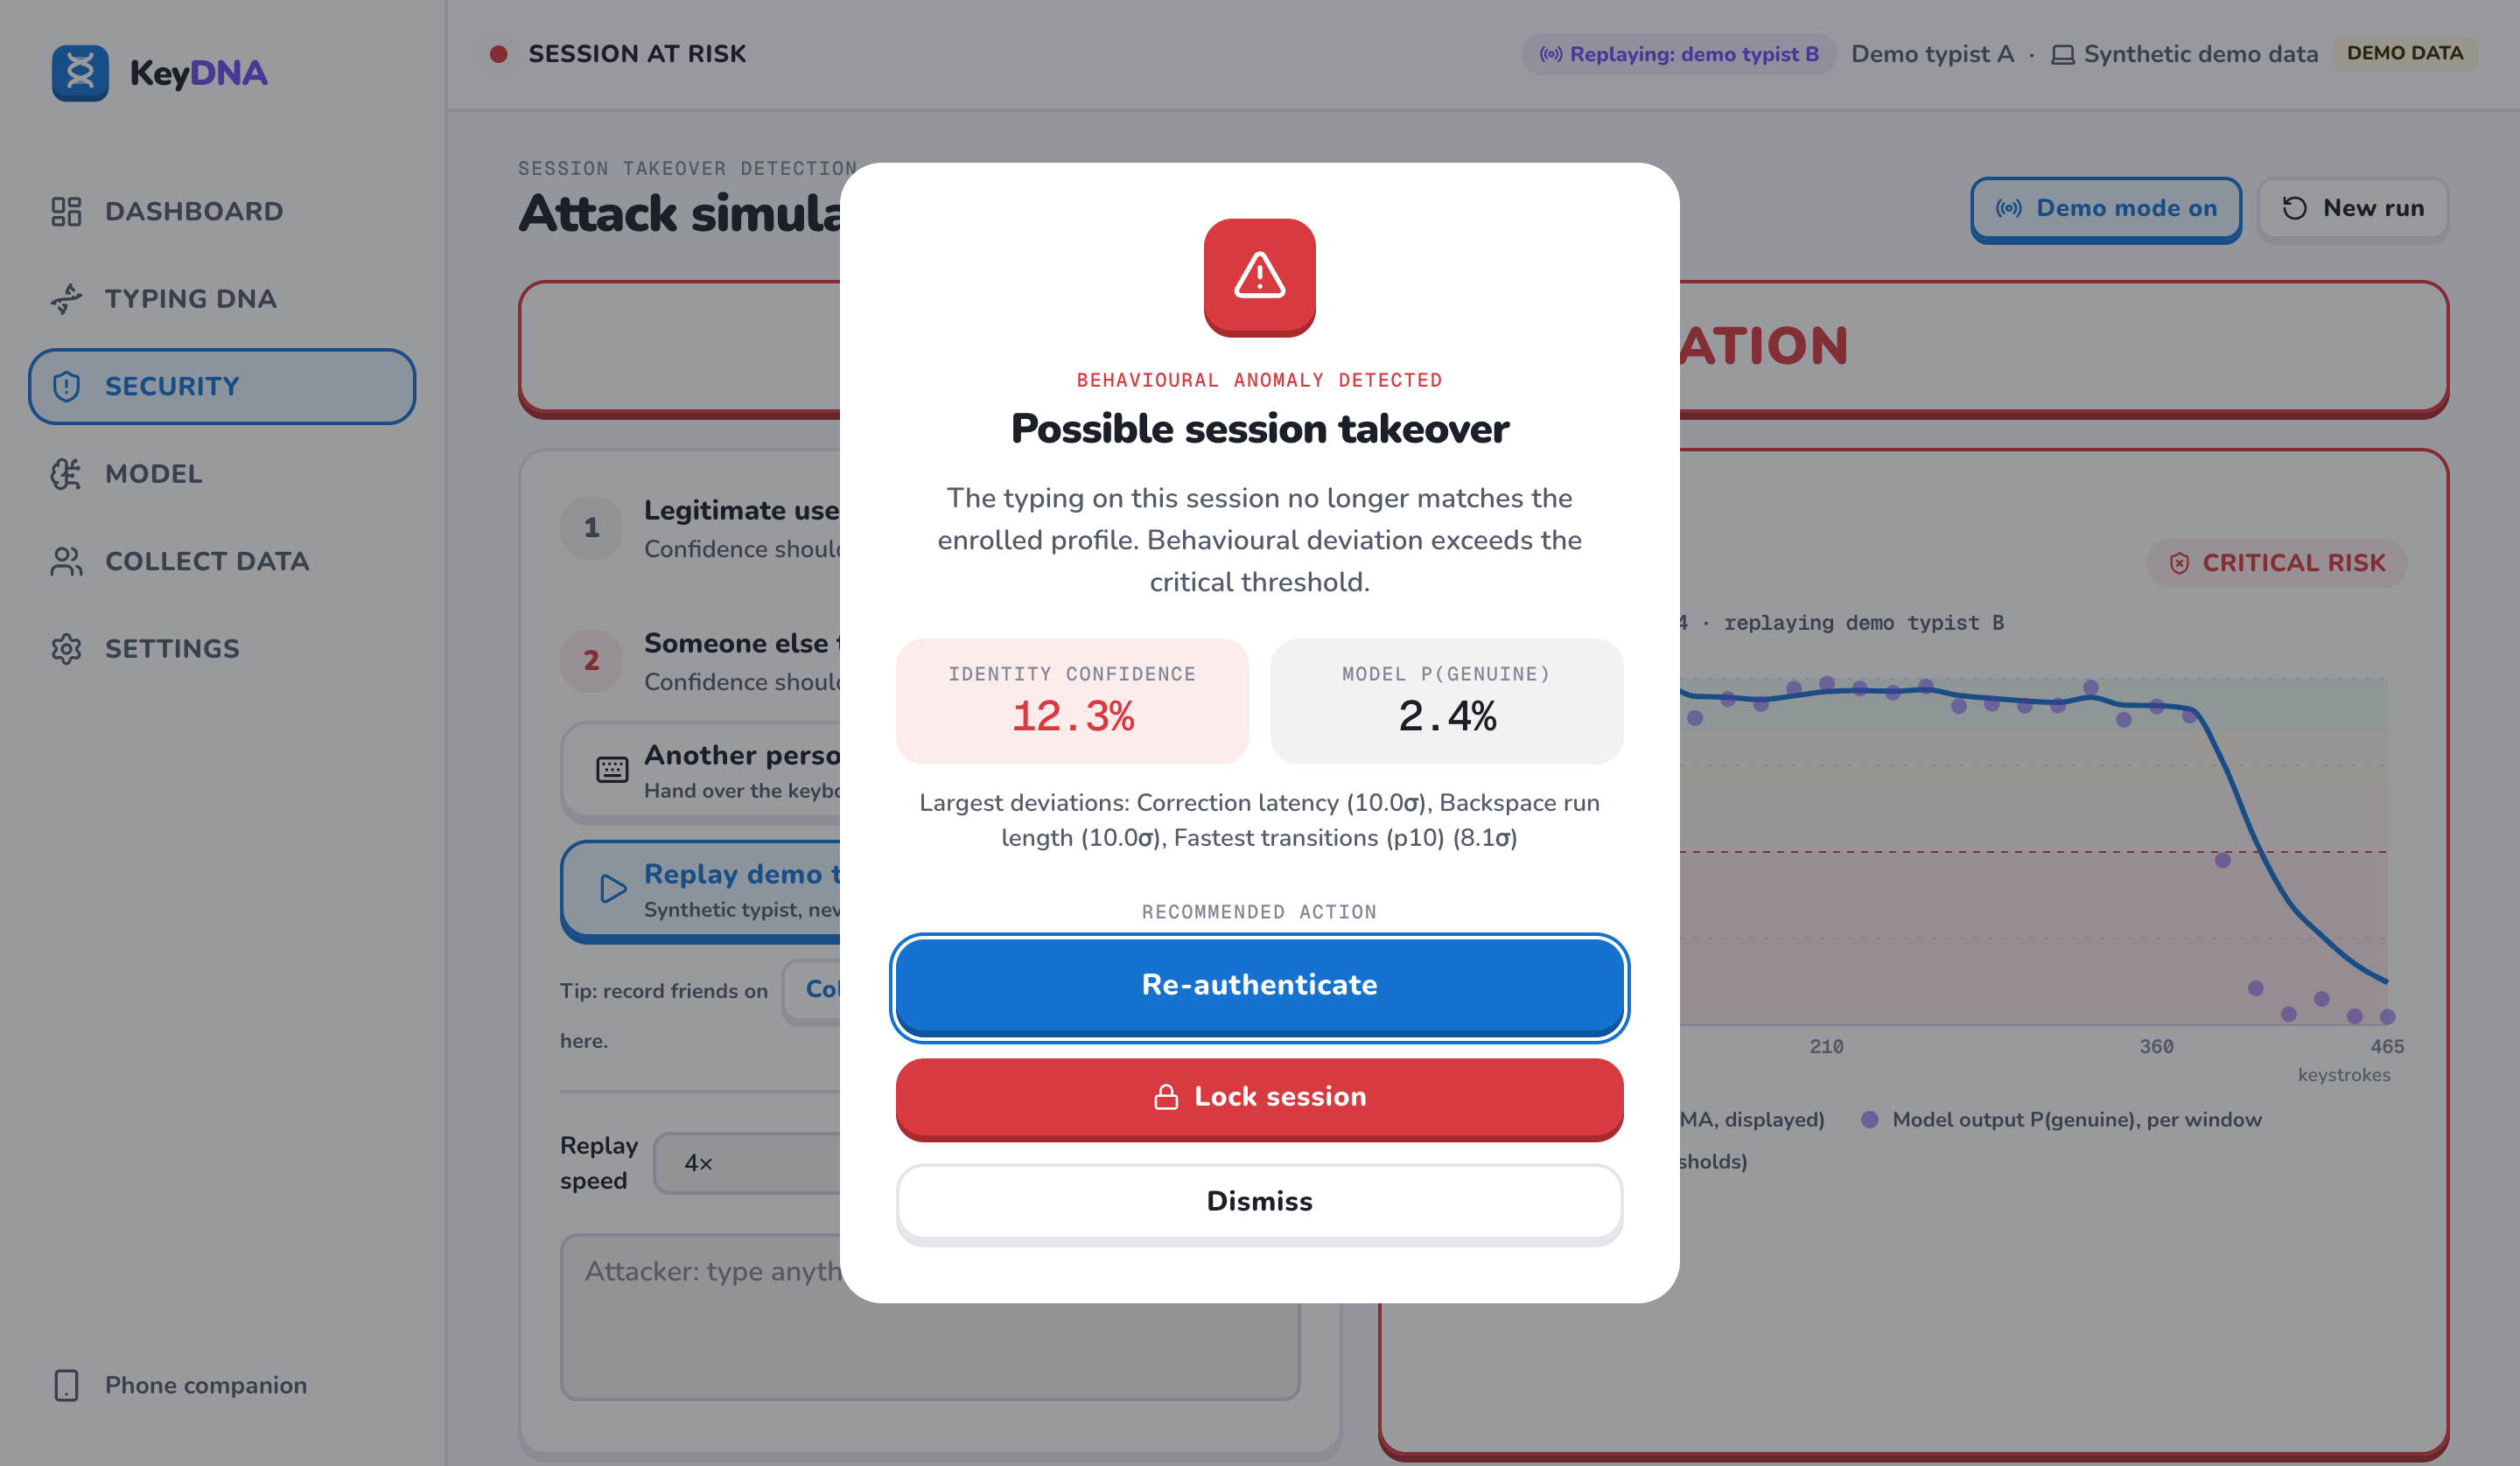 KeyDNA
DASHBOARD
TYPING DNA
SECURITY
MODEL
COLLECT DATA
SETTINGS
Phone companion
SESSION AT RISK
Replaying: demo typist B
Demo typist A · Synthetic demo data
DEMO DATA
SESSION TAKEOVER DETECTION
Attack simula
Demo mode on
New run
ATION
1
Legitimate use
Confidence should
2
Someone else
Confidence should
Another perso
Hand over the keybo
Replay demo t
Synthetic typist, nev
Tip: record friends on
Col
here.
Replay
speed
4×
Attacker: type anyth
BEHAVIOURAL ANOMALY DETECTED
Possible session takeover
The typing on this session no longer matches the
enrolled profile. Behavioural deviation exceeds the
critical threshold.
IDENTITY CONFIDENCE
12.3%
MODEL P(GENUINE)
2.4%
Largest deviations: Correction latency (10.0σ), Backspace run
length (10.0σ), Fastest transitions (p10) (8.1σ)
RECOMMENDED ACTION
Re-authenticate
Lock session
Dismiss
CRITICAL RISK
4 · replaying demo typist B
210
360
465
keystrokes
MA, displayed)
Model output P(genuine), per window
sholds)